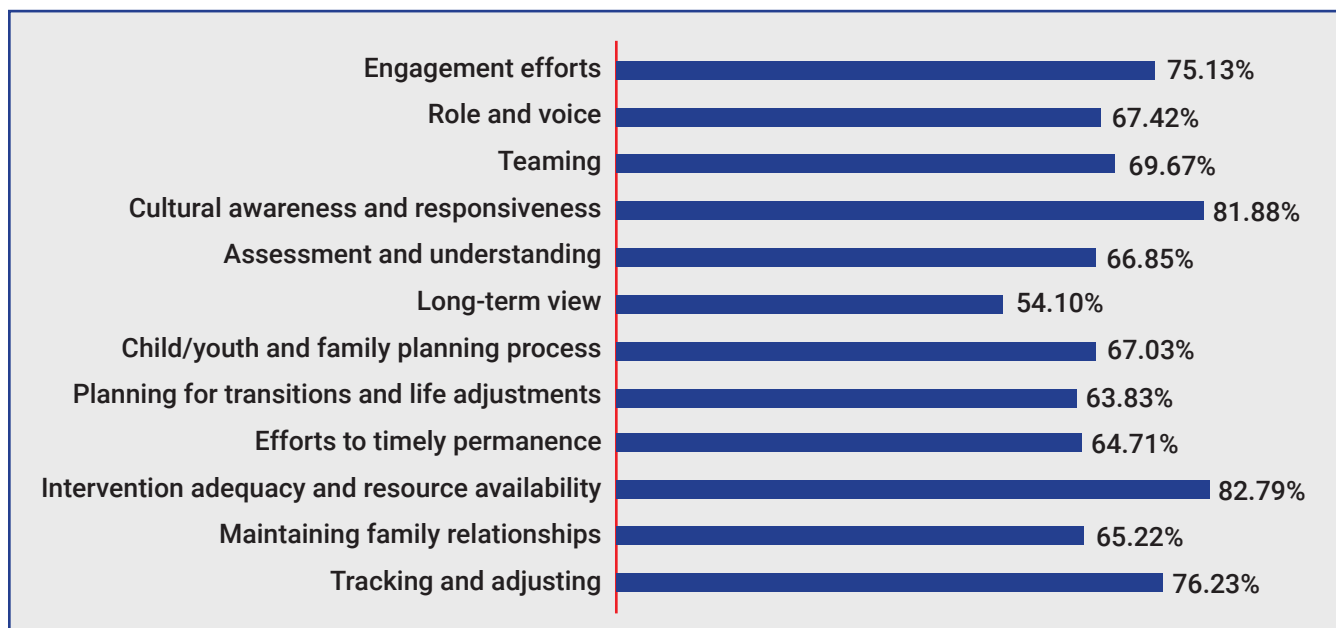 Engagement efforts 75.13%
Role and voice 67.42%
Teaming 69.67%
Cultural awareness and responsiveness 81.88%
Assessment and understanding 66.85%
Long-term view 54.10%
Child/youth and family planning process 67.03%
Planning for transitions and life adjustments 63.83%
Efforts to timely permanence 64.71%
Intervention adequacy and resource availability 82.79%
Maintaining family relationships 65.22%
Tracking and adjusting 76.23%